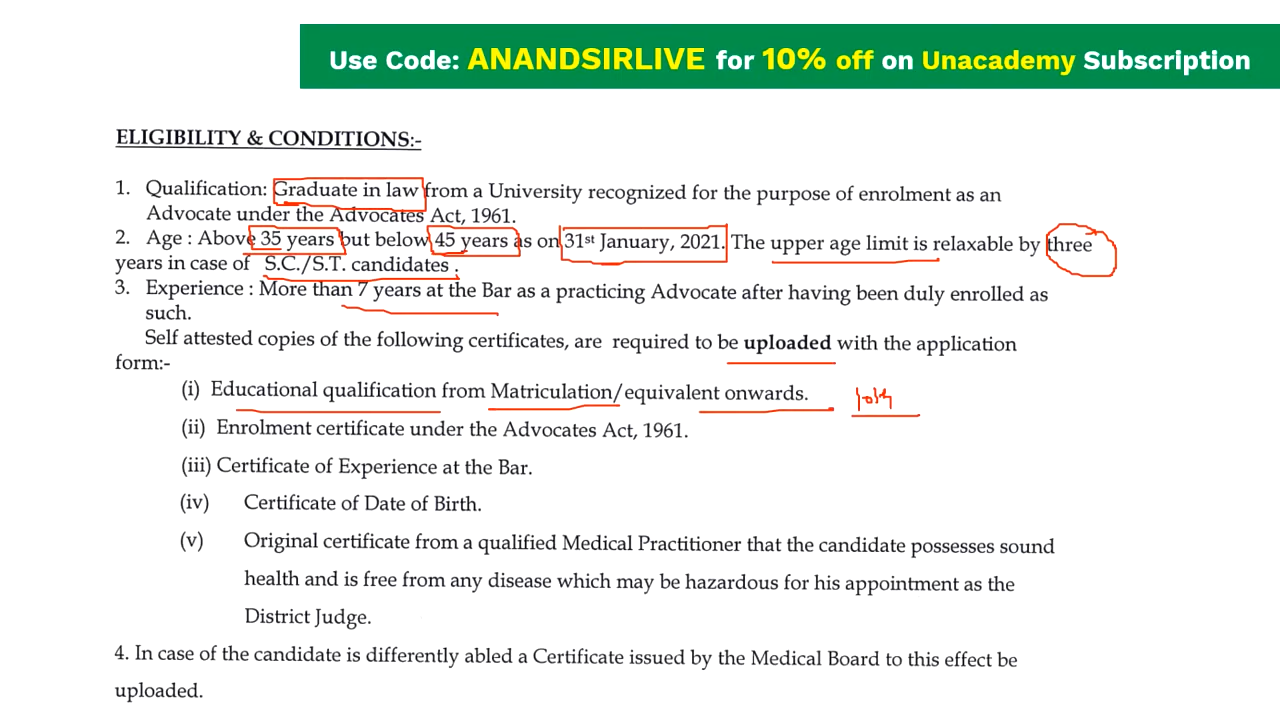 Use Code: ANANDSIRLIVE for 10% off on Unacademy Subscription
ELIGIBILITY & CONDITIONS:-
1. Qualification: Graduate in law from a University recognized for the purpose of enrolment as an
Advocate under the Advocates Act, 1961.
2. Age : Above 35 years but below 45 years as on 31st January, 2021. The upper age limit is relaxable by three
years in case of S.C./S.T. candidates .
3. Experience : More than 7 years at the Bar as a practicing Advocate after having been duly enrolled as
such.
Self attested copies of the following certificates, are required to be uploaded with the application
form:-
(i) Educational qualification from Matriculation/equivalent onwards.
(ii) Enrolment certificate under the Advocates Act, 1961.
(iii) Certificate of Experience at the Bar.
(iv) Certificate of Date of Birth.
(v) Original certificate from a qualified Medical Practitioner that the candidate possesses sound
health and is free from any disease which may be hazardous for his appointment as the
District Judge.
4. In case of the candidate is differently abled a Certificate issued by the Medical Board to this effect be
uploaded.